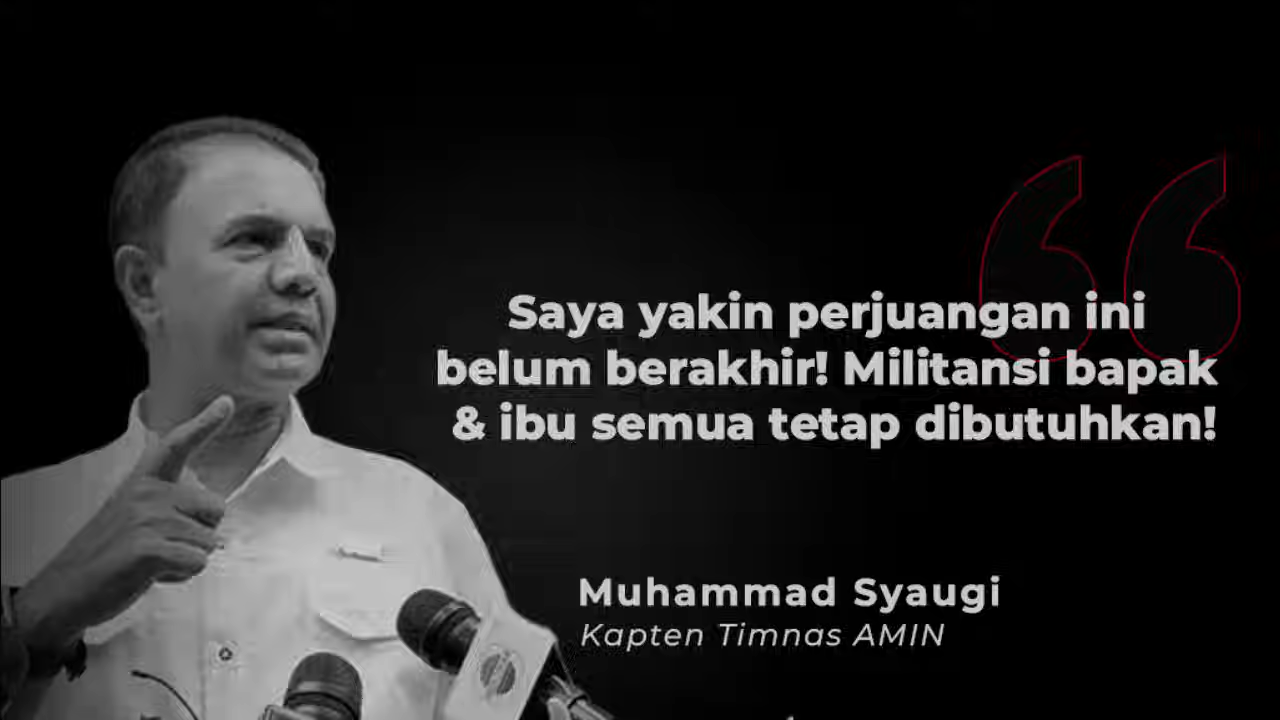 Saya yakin perjuangan ini
belum berakhir! Militansi bapak
& ibu semua tetap dibutuhkan!
Muhammad Syaugi
Kapten Timnas AMIN